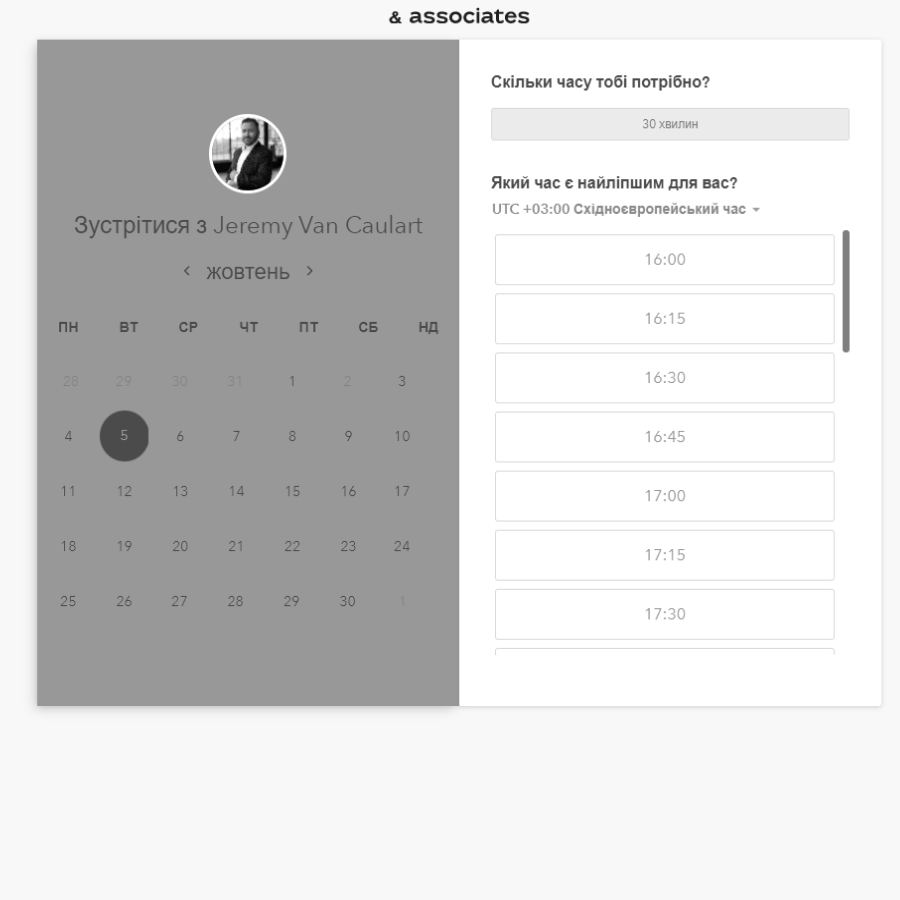 & associates
Зустрітися з Jeremy Van Caulart
жовтень
ПН ВТ СР ЧТ ПТ СБ НД
28 29 30 31 1 2 3
4 5 6 7 8 9 10
11 12 13 14 15 16 17
18 19 20 21 22 23 24
25 26 27 28 29 30 1
Скільки часу тобі потрібно?
30 хвилин
Який час є найліпшим для вас?
UTC +03:00 Східноєвропейський час
16:00
16:15
16:30
16:45
17:00
17:15
17:30